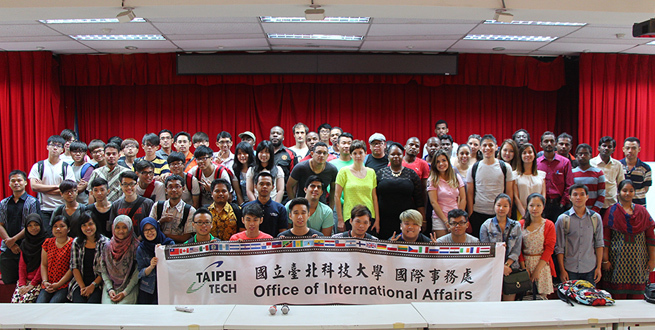 TAIPEI
TECH
國立臺北科技大學 國際事務處
Office of International Affairs